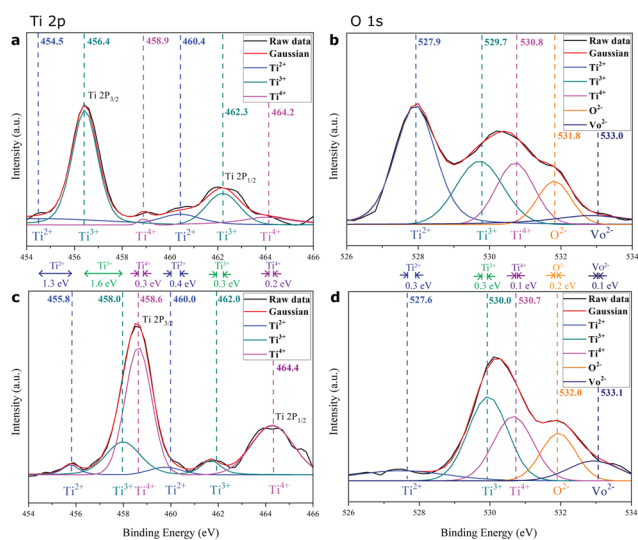 Ti 2p
O 1s
a
454.5
456.4
458.9
460.4
462.3
464.2
Raw data
Gaussian
Ti2+
Ti3+
Ti4+
Ti 2P3/2
Ti 2P1/2
Intensity (a.u.)
Ti2+ Ti3+ Ti4+ Ti2+ Ti3+ Ti4+
454 456 458 460 462 464 466
b
527.9
529.7
530.8
531.8
533.0
Raw data
Gaussian
Ti2+
Ti3+
Ti4+
O2-
Vo2-
Intensity (a.u.)
Ti2+ Ti3+ Ti4+ O2- Vo2-
526 528 530 532 534
Ti2+ Ti3+ Ti4+ Ti2+ Ti3+ Ti4+
1.3 eV 1.6 eV 0.3 eV 0.4 eV 0.3 eV 0.2 eV
Ti2+ Ti3+ Ti4+ O2- Vo2-
0.3 eV 0.3 eV 0.1 eV 0.2 eV 0.1 eV
c
455.8
458.0
458.6
460.0
462.0
464.4
Raw data
Gaussian
Ti2+
Ti3+
Ti4+
Ti 2P3/2
Ti 2P1/2
Intensity (a.u.)
Ti2+ Ti3+ Ti4+ Ti2+ Ti3+ Ti4+
454 456 458 460 462 464 466
Binding Energy (eV)
d
527.6
530.0
530.7
532.0
533.1
Raw data
Gaussian
Ti2+
Ti3+
Ti4+
O2-
Vo2-
Intensity (a.u.)
Ti2+ Ti3+ Ti4+ O2- Vo2-
526 528 530 532 534
Binding Energy (eV)